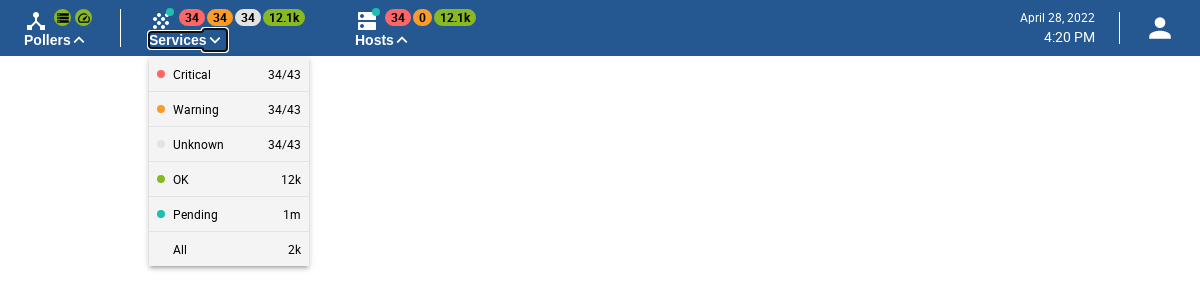 34 34 34 12.1k
34 0 12.1k
Pollers
Services
Hosts
April 28, 2022
4:20 PM
Critical 34/43
Warning 34/43
Unknown 34/43
OK 12k
Pending 1m
All 2k